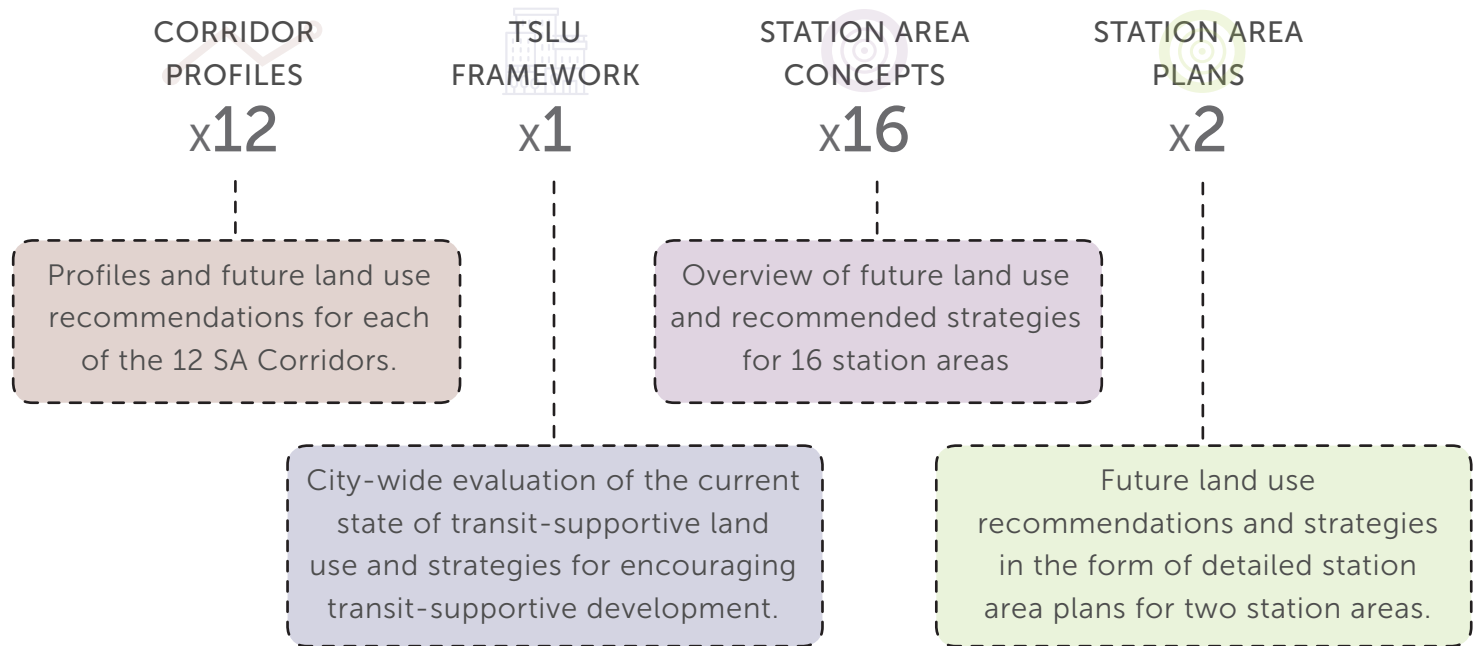 CORRIDOR
PROFILES
x12
TSLU
FRAMEWORK
x1
STATION AREA
CONCEPTS
x16
STATION AREA
PLANS
x2
Profiles and future land use
recommendations for each
of the 12 SA Corridors.
Overview of future land use
and recommended strategies
for 16 station areas
City-wide evaluation of the current
state of transit-supportive land
use and strategies for encouraging
transit-supportive development.
Future land use
recommendations and strategies
in the form of detailed station
area plans for two station areas.